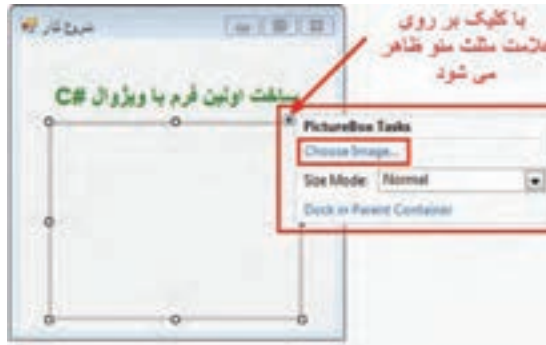 شروع کار
با کلیک بر روی
علامت مثلث منو ظاهر
می شود
ساخت اولین فرم با ویژوال C#
PictureBox Tasks
Choose Image...
Size Mode: Normal
Dock in Parent Container